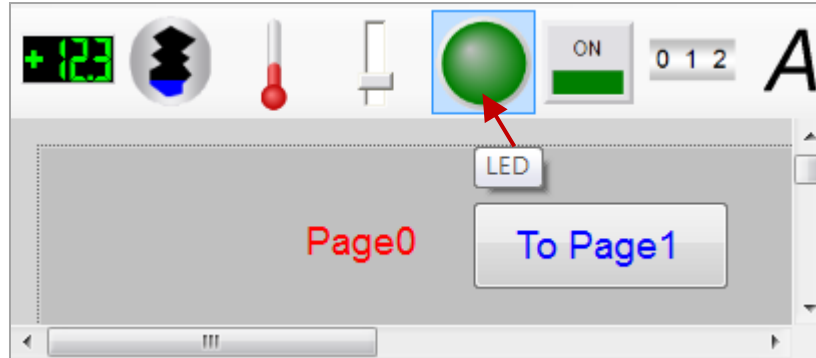 +12.3
ON
0 1 2
A
LED
Page0
To Page1